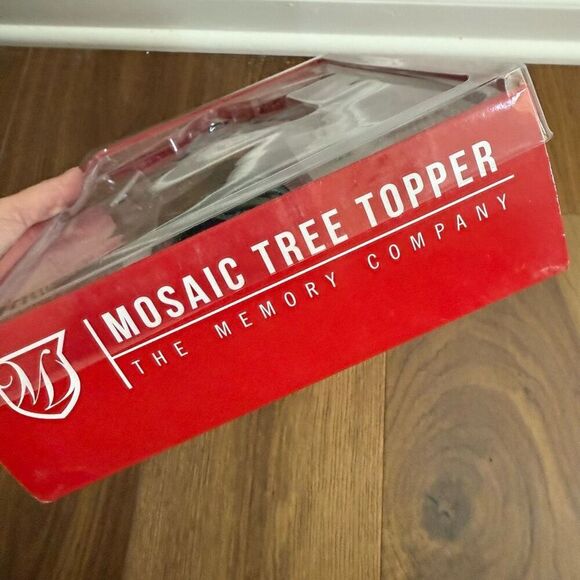 MOSAIC TREE TOPPER
THE MEMORY COMPANY
M